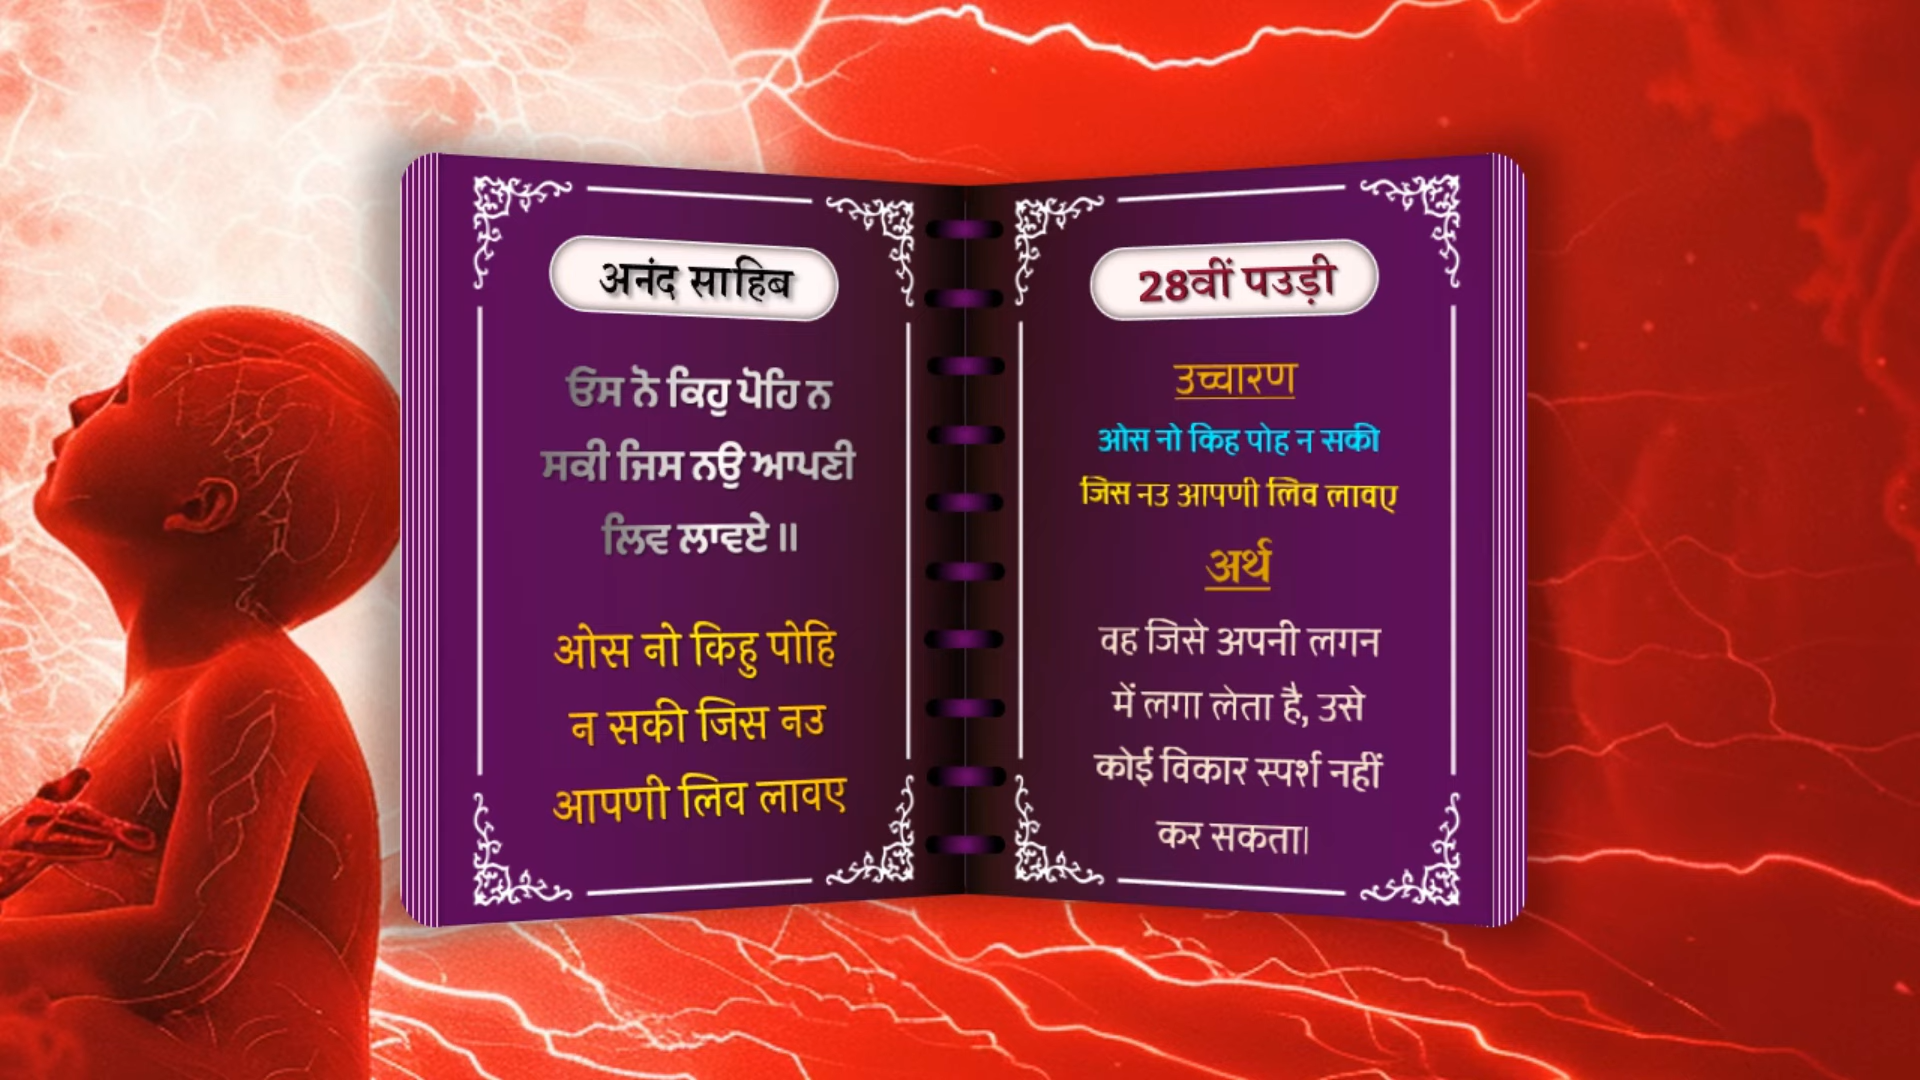 अनंद साहिब
ਓਸ ਨੋ ਕਿਹੁ ਪੋਹਿ ਨ
ਸਕੀ ਜਿਸ ਨਉ ਆਪਣੀ
ਲਿਵ ਲਾਵਏ ॥
ओस नो किहु पोहि
न सकी जिस नउ
आपणी लिव लावए
28वीं पउड़ी
उच्चारण
ओस नो किह पोह न सकी
जिस नउ आपणी लिव लावए
अर्थ
वह जिसे अपनी लगन
में लगा लेता है, उसे
कोई विकार स्पर्श नहीं
कर सकता।